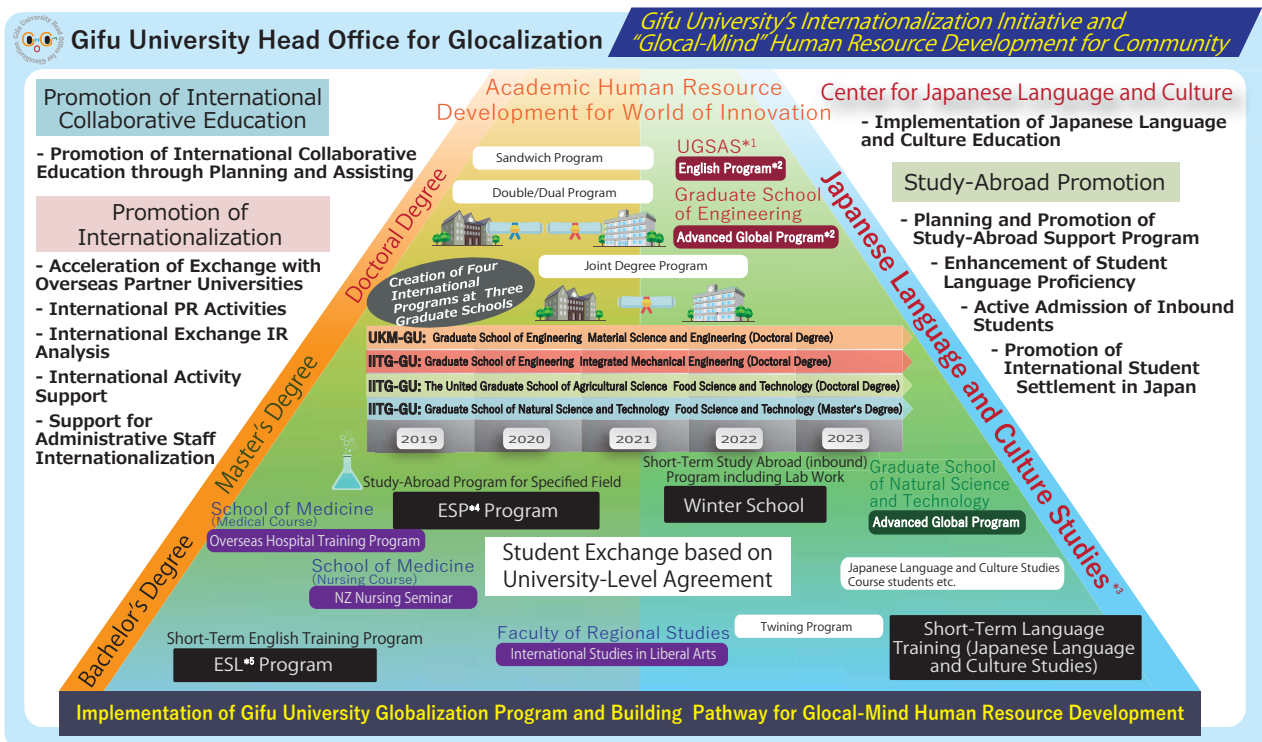 Gifu University Head Office for Glocalization
Gifu University Head Office for Glocalization
Gifu University's Internationalization Initiative and
"Glocal-Mind" Human Resource Development for Community
Promotion of International
Collaborative Education
- Promotion of International Collaborative
Education through Planning and Assisting
Promotion of
Internationalization
- Acceleration of Exchange with
Overseas Partner Universities
- International PR Activities
- International Exchange IR
Analysis
- International Activity
Support
- Support for
Administrative Staff
Internationalization
Academic Human Resource
Development for World of Innovation
Doctoral Degree
Master's Degree
Bachelor's Degree
Sandwich Program
Double/Dual Program
UGSAS*1
English Program*2
Graduate School
of Engineering
Advanced Global Program*2
Joint Degree Program
Creation of Four
International
Programs at Three
Graduate Schools
UKM-GU: Graduate School of Engineering Material Science and Engineering (Doctoral Degree)
IITG-GU: Graduate School of Engineering Integrated Mechanical Engineering (Doctoral Degree)
IITG-GU: The United Graduate School of Agricultural Science Food Science and Technology (Doctoral Degree)
IITG-GU: Graduate School of Natural Science and Technology Food Science and Technology (Master's Degree)
2019 2020 2021 2022 2023
Study-Abroad Program for Specified Field
ESP*4 Program
Short-Term Study Abroad (inbound)
Program including Lab Work
Winter School
Graduate School
of Natural Science
and Technology
Advanced Global Program
School of Medicine
(Medical Course)
Overseas Hospital Training Program
School of Medicine
(Nursing Course)
NZ Nursing Seminar
Student Exchange based on
University-Level Agreement
Japanese Language and Culture Studies
Course students etc.
Short-Term English Training Program
ESL*5 Program
Faculty of Regional Studies
International Studies in Liberal Arts
Twining Program
Short-Term Language
Training (Japanese Language
and Culture Studies)
Japanese Language and Culture Studies*3
Center for Japanese Language and Culture
- Implementation of Japanese Language
and Culture Education
Study-Abroad Promotion
- Planning and Promotion of
Study-Abroad Support Program
- Enhancement of Student
Language Proficiency
- Active Admission of Inbound
Students
- Promotion of
International Student
Settlement in Japan
Implementation of Gifu University Globalization Program and Building Pathway for Glocal-Mind Human Resource Development